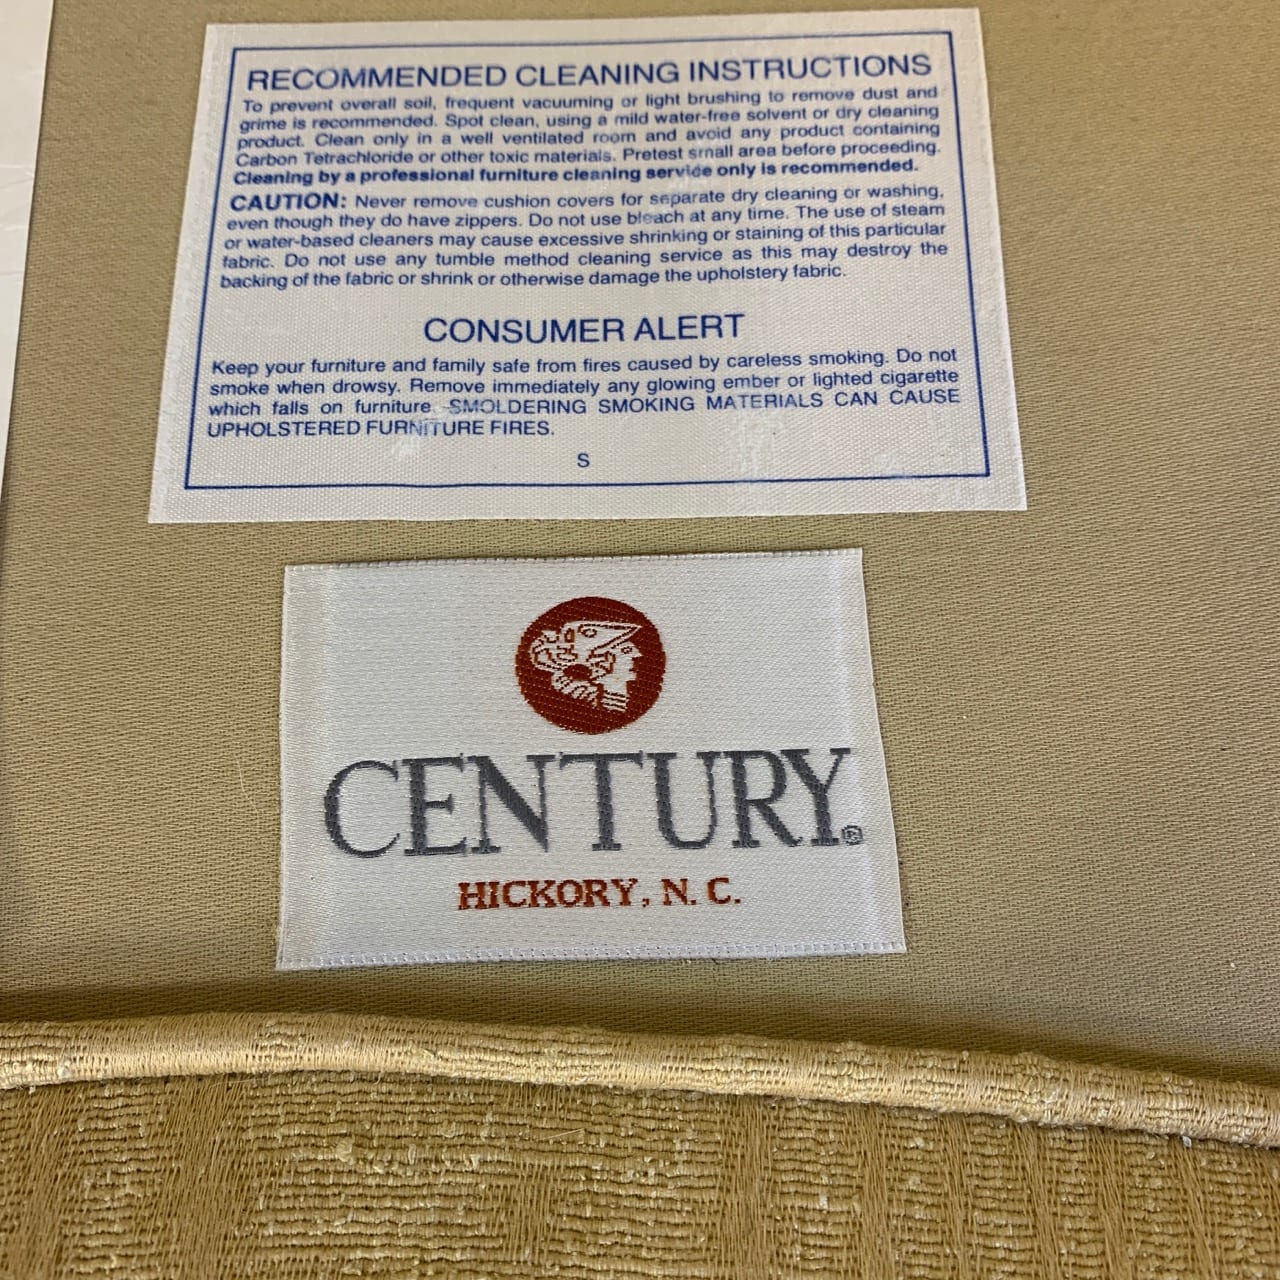 RECOMMENDED CLEANING INSTRUCTIONS
To prevent overall soil, frequent vacuuming or light brushing to remove dust and
grime is recommended. Spot clean, using a mild water-free solvent or dry cleaning
product. Clean only in a well ventilated room and avoid any product containing
Carbon Tetrachloride or other toxic materials. Pretest small area before proceeding.
Cleaning by a professional furniture cleaning service only is recommended.
CAUTION: Never remove cushion covers for separate dry cleaning or washing,
even though they do have zippers. Do not use bleach at any time. The use of steam
or water-based cleaners may cause excessive shrinking or staining of this particular
fabric. Do not use any tumble method cleaning service as this may destroy the
backing of the fabric or shrink or otherwise damage the upholstery fabric.
CONSUMER ALERT
Keep your furniture and family safe from fires caused by careless smoking. Do not
smoke when drowsy. Remove immediately any glowing ember or lighted cigarette
which falls on furniture. SMOLDERING SMOKING MATERIALS CAN CAUSE
UPHOLSTERED FURNITURE FIRES.
S
CENTURY®
HICKORY, N. C.